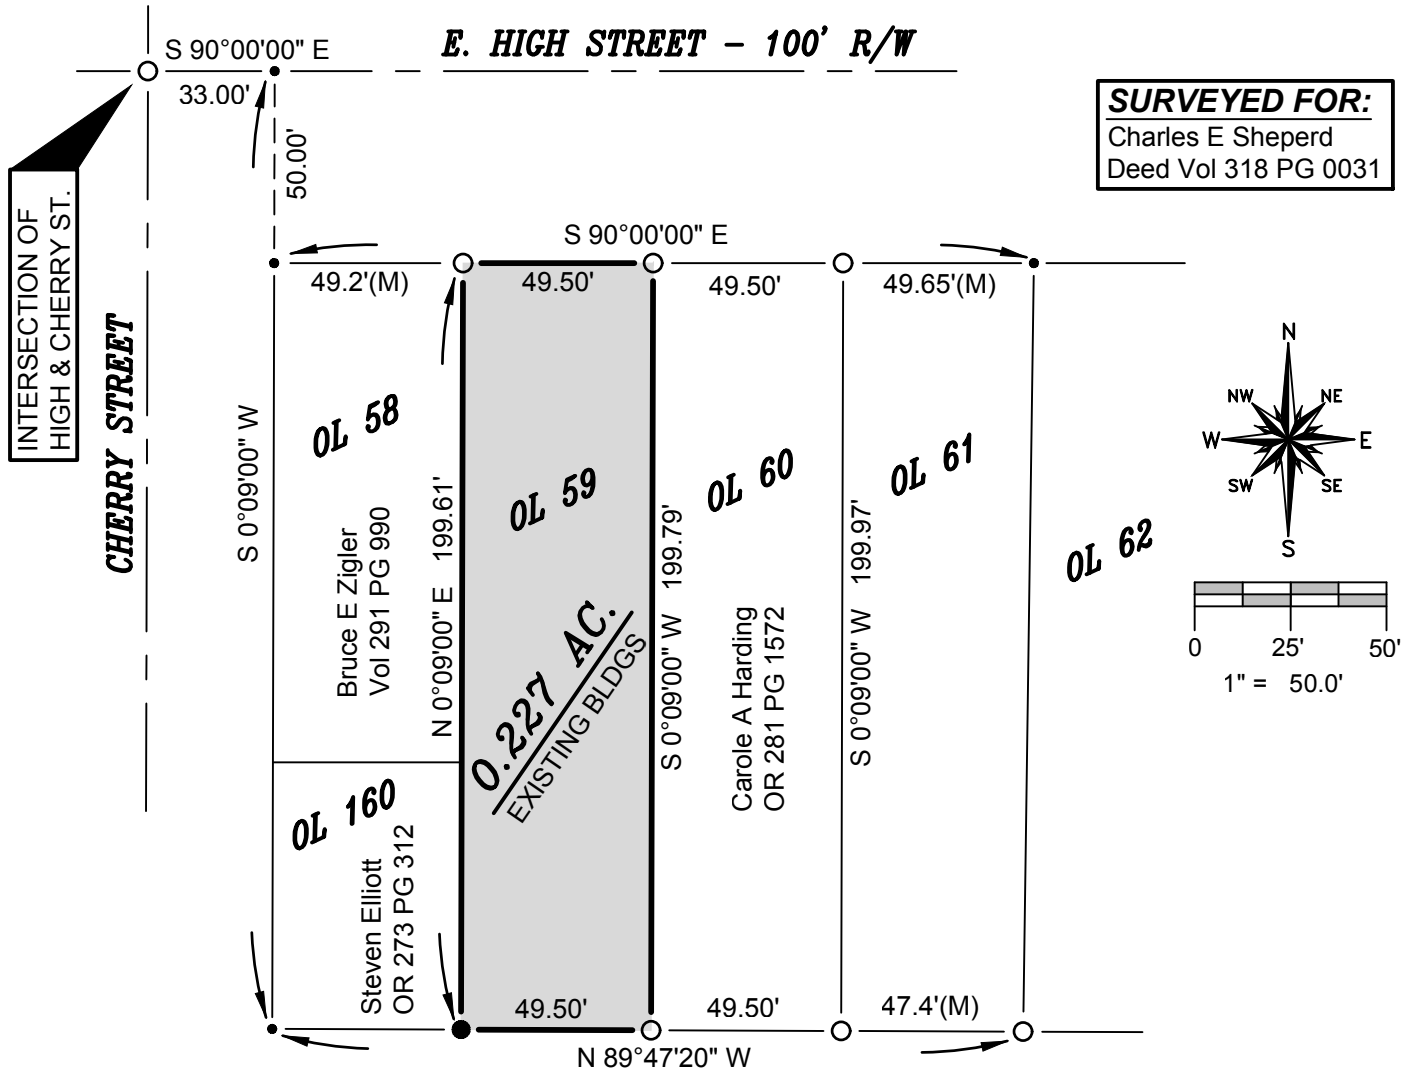 S 90°00'00" E
E. HIGH STREET - 100' R/W
33.00'
50.00'
SURVEYED FOR:
Charles E Sheperd
Deed Vol 318 PG 0031
INTERSECTION OF
HIGH & CHERRY ST.
CHERRY STREET
S 90°00'00" E
49.2'(M)
49.50'
49.50'
49.65'(M)
S 0°09'00" W
OL 58
Bruce E Zigler
Vol 291 PG 990
N 0°09'00" E 199.61'
OL 59
0.227 AC.
EXISTING BLDGS
S 0°09'00" W 199.79'
OL 60
Carole A Harding
OR 281 PG 1572
S 0°09'00" W 199.97'
OL 61
OL 62
N
NW
NE
W
E
SW
SE
S
0 25' 50'
1" = 50.0'
OL 160
Steven Elliott
OR 273 PG 312
49.50'
49.50'
47.4'(M)
N 89°47'20" W